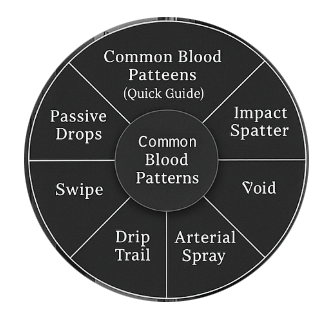 Common Blood
Patteens
(Quick Guide)
Passive
Drops
Impact
Spatter
Common
Blood
Patterns
Swipe
Void
Drip
Trail
Arterial
Spray